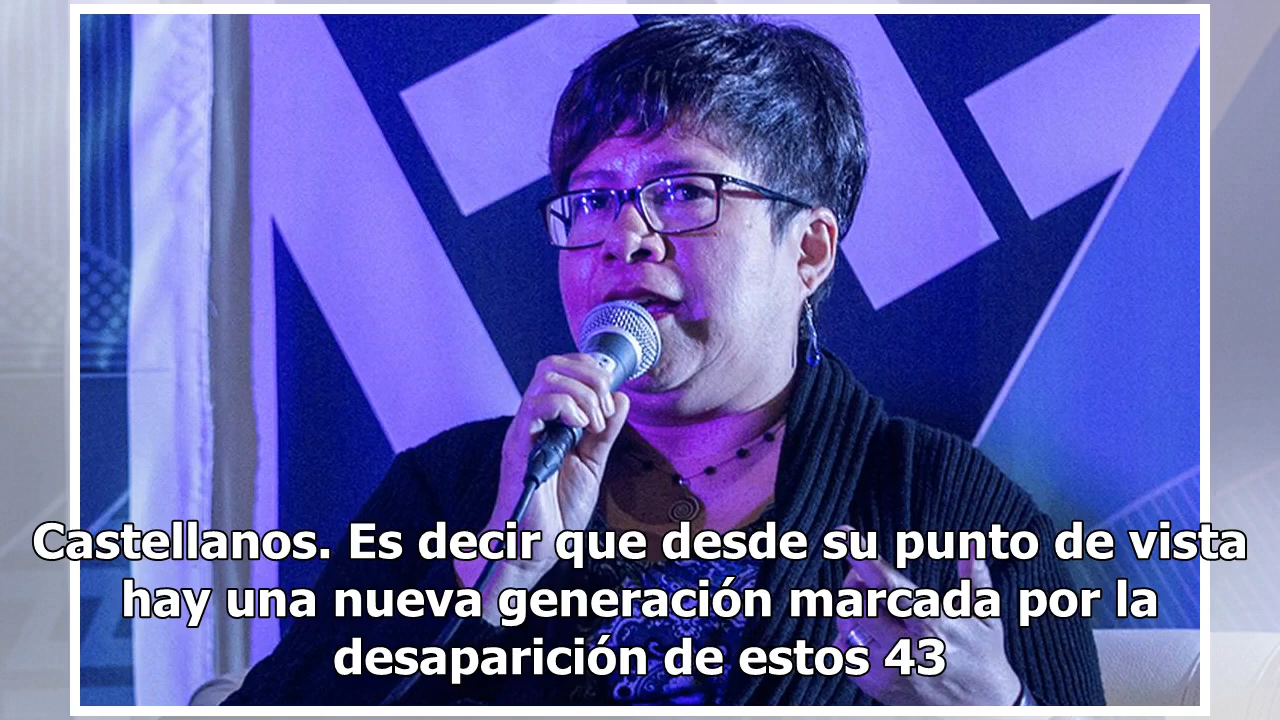 Castellanos. Es decir que desde su punto de vista
hay una nueva generación marcada por la
desaparición de estos 43